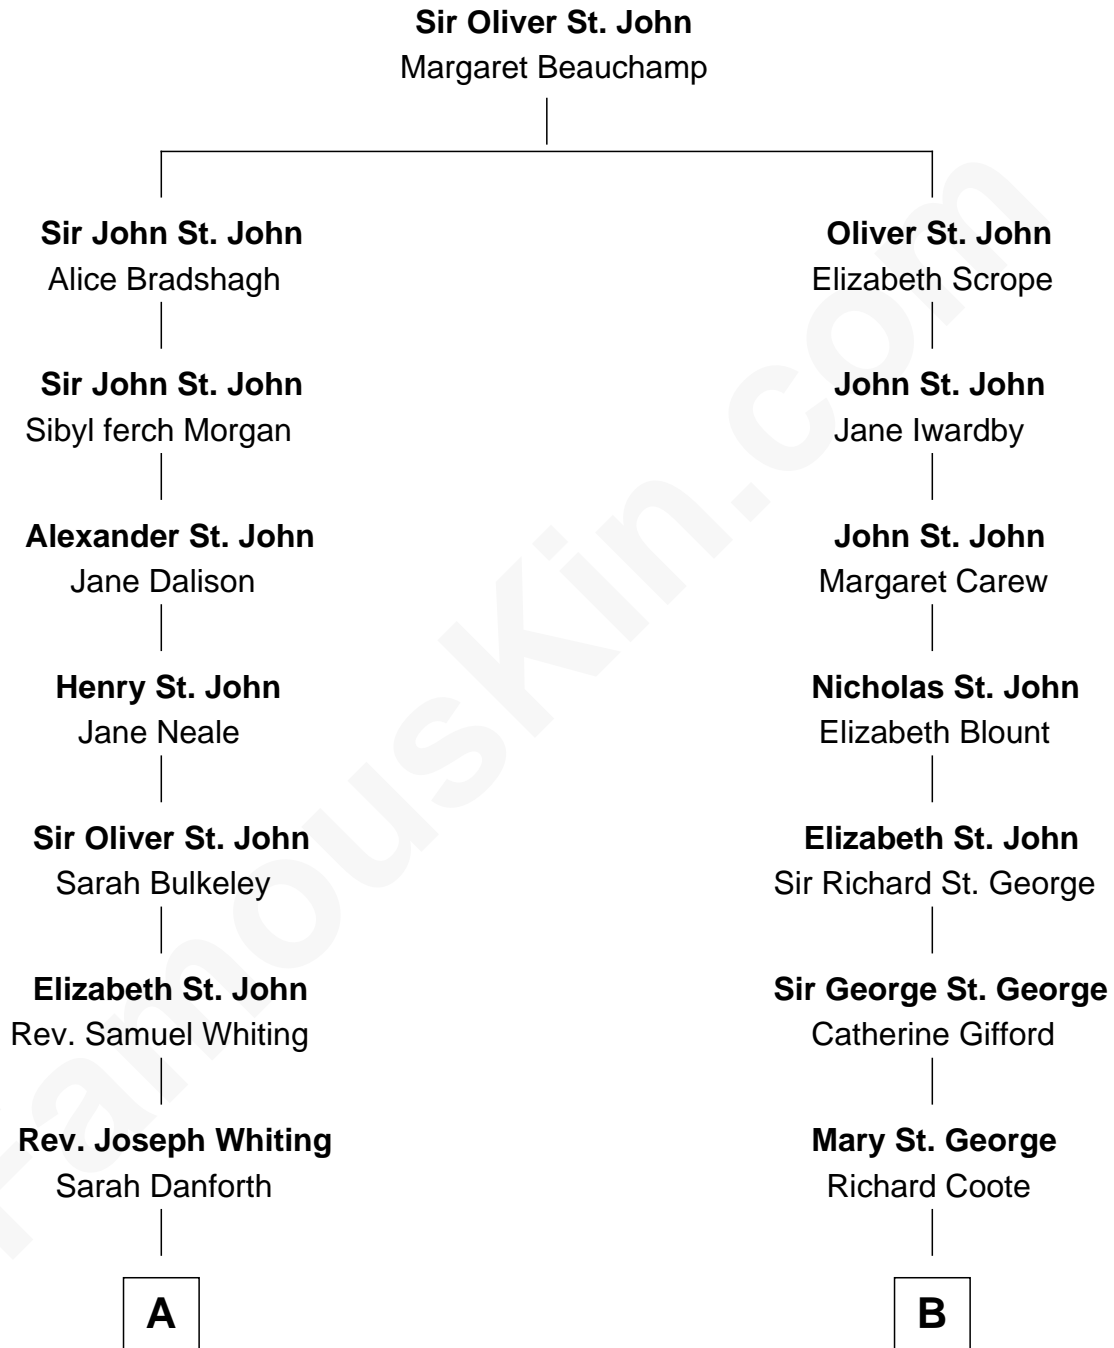 Sir Oliver St. John
Margaret Beauchamp
Sir John St. John
Alice Bradshagh
Sir John St. John
Sibyl ferch Morgan
Alexander St. John
Jane Dalison
Henry St. John
Jane Neale
Sir Oliver St. John
Sarah Bulkeley
Elizabeth St. John
Rev. Samuel Whiting
Rev. Joseph Whiting
Sarah Danforth
A
Oliver St. John
Elizabeth Scrope
John St. John
Jane Iwardby
John St. John
Margaret Carew
Nicholas St. John
Elizabeth Blount
Elizabeth St. John
Sir Richard St. George
Sir George St. George
Catherine Gifford
Mary St. George
Richard Coote
B
FamousKin.com